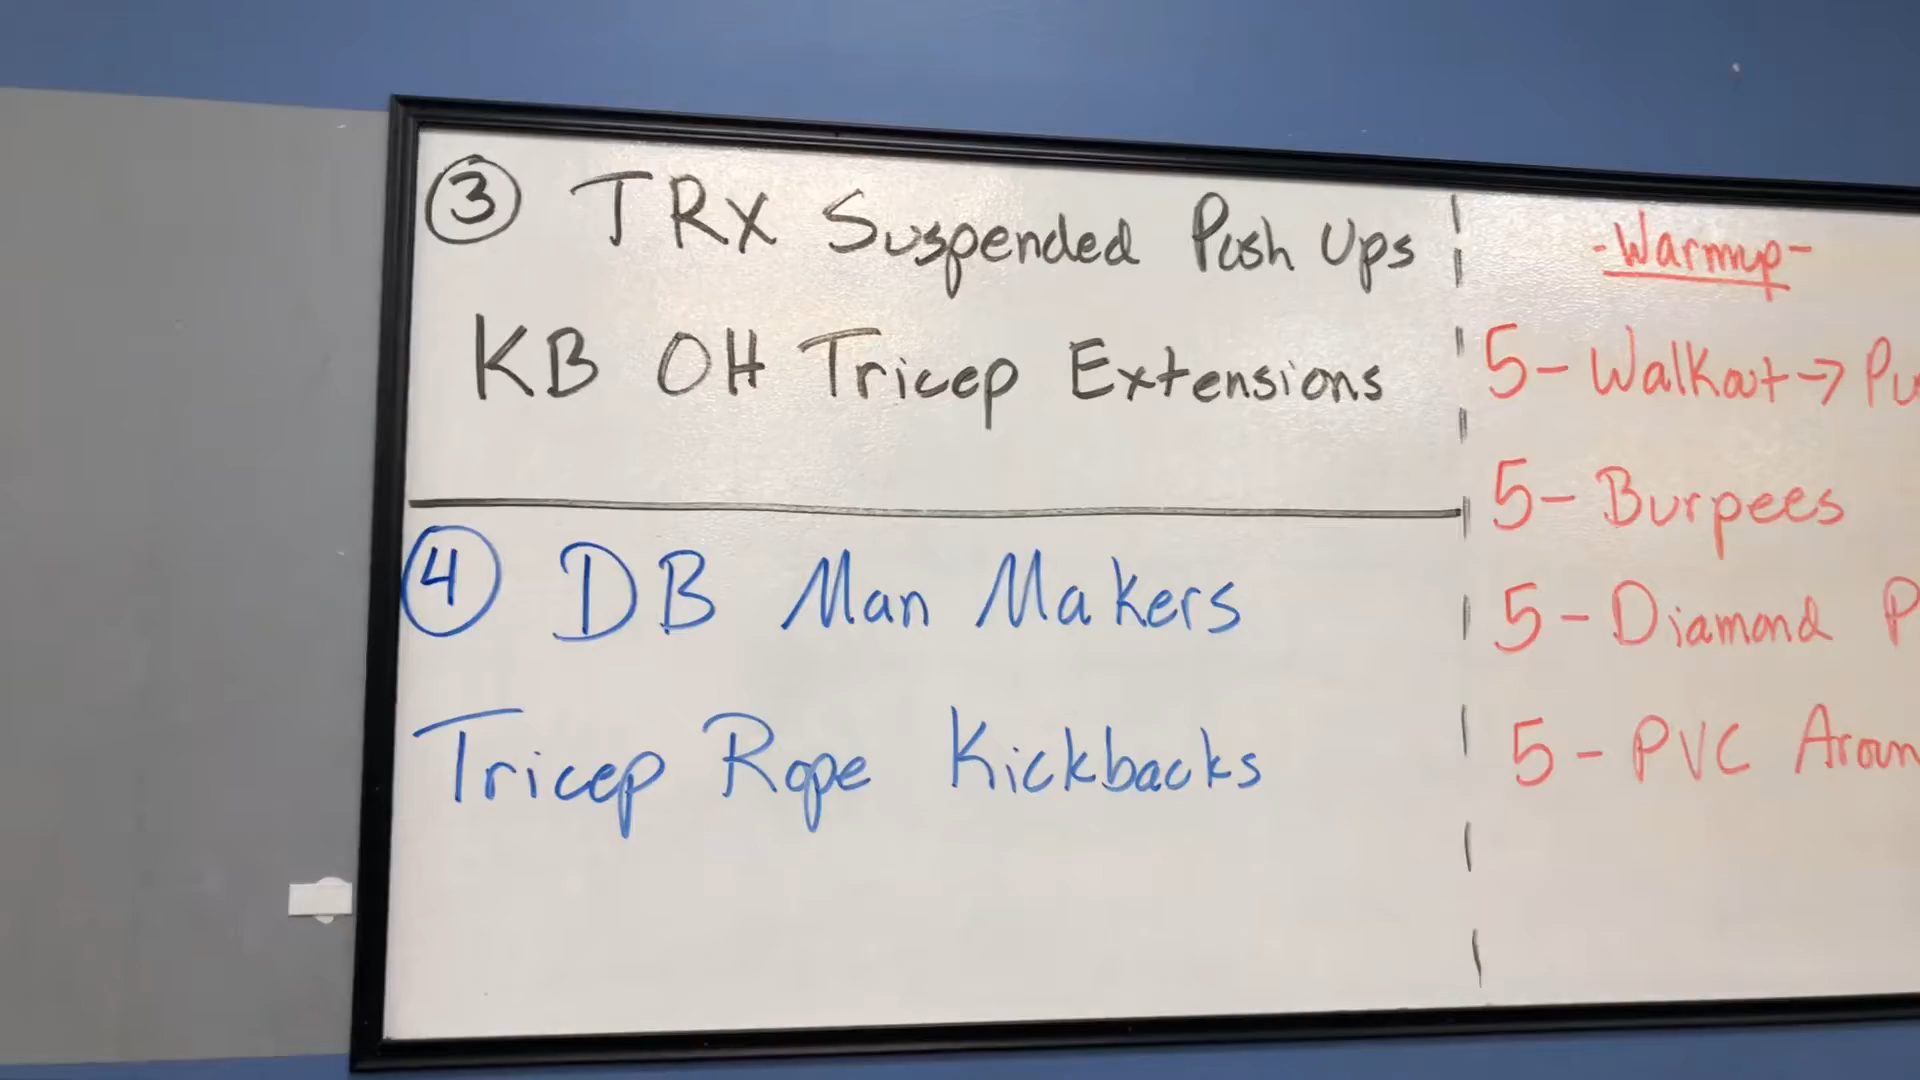 ③ TRX Suspended Push Ups
KB OH Tricep Extensions
④ DB Man Makers
Tricep Rope Kickbacks
-Warmup-
5- Walkout →
5- Burpees
5- Diamond
5- PVC